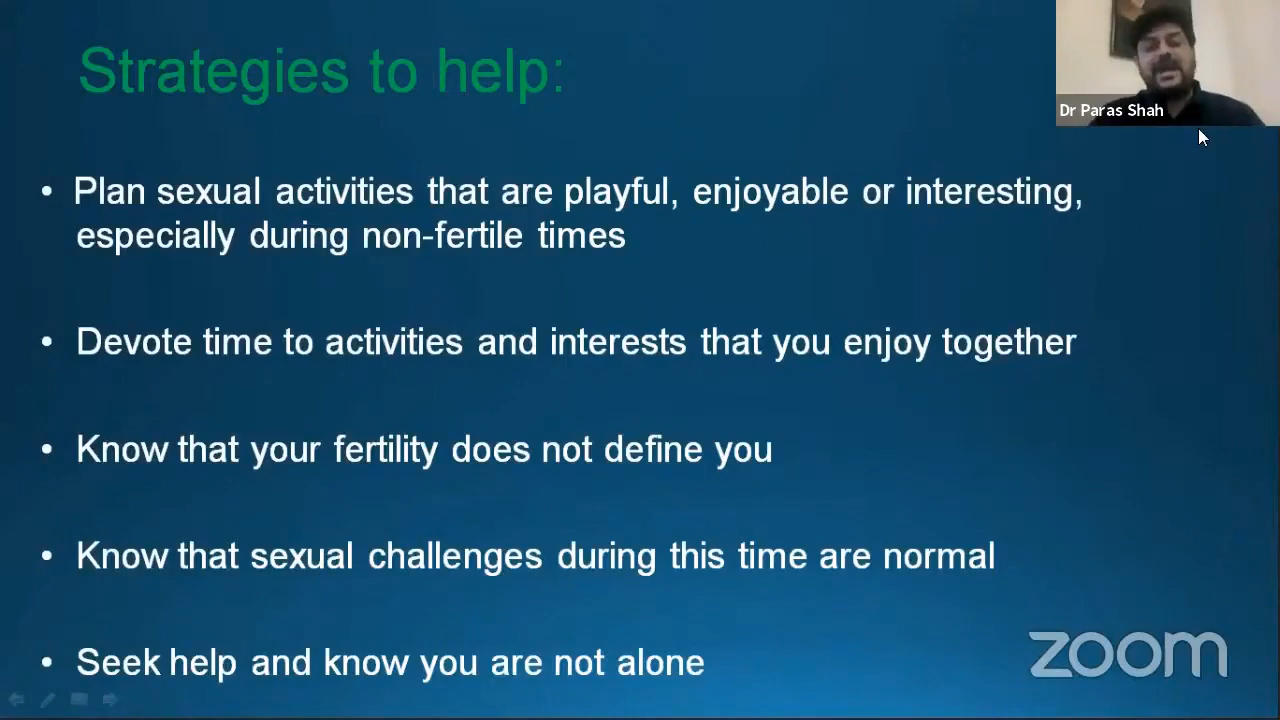 Strategies to help:
Dr Paras Shah
• Plan sexual activities that are playful, enjoyable or interesting,
especially during non-fertile times
• Devote time to activities and interests that you enjoy together
• Know that your fertility does not define you
• Know that sexual challenges during this time are normal
• Seek help and know you are not alone
zoom